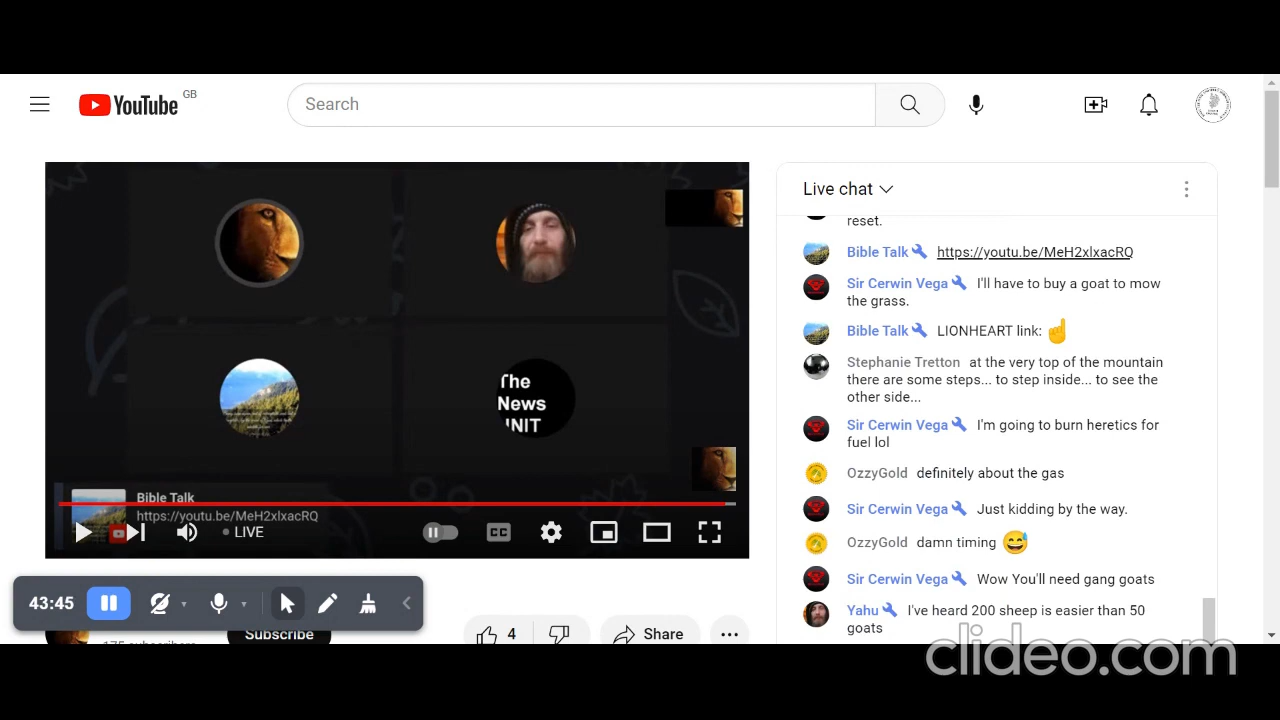 YouTube GB
Search
The
News
UNIT
Bible Talk
https://youtu.be/MeH2xlxacRQ
LIVE
CC
43:45
175 subscribers
Subscribe
4
Share
Live chat
reset.
Bible Talk https://youtu.be/MeH2xlxacRQ
Sir Cerwin Vega I'll have to buy a goat to mow
the grass.
Bible Talk LIONHEART link: ☝
Stephanie Tretton at the very top of the mountain
there are some steps... to step inside... to see the
other side...
Sir Cerwin Vega I'm going to burn heretics for
fuel lol
OzzyGold definitely about the gas
Sir Cerwin Vega Just kidding by the way.
OzzyGold damn timing 😅
Sir Cerwin Vega Wow You'll need gang goats
Yahu I've heard 200 sheep is easier than 50
goats
clideo.com